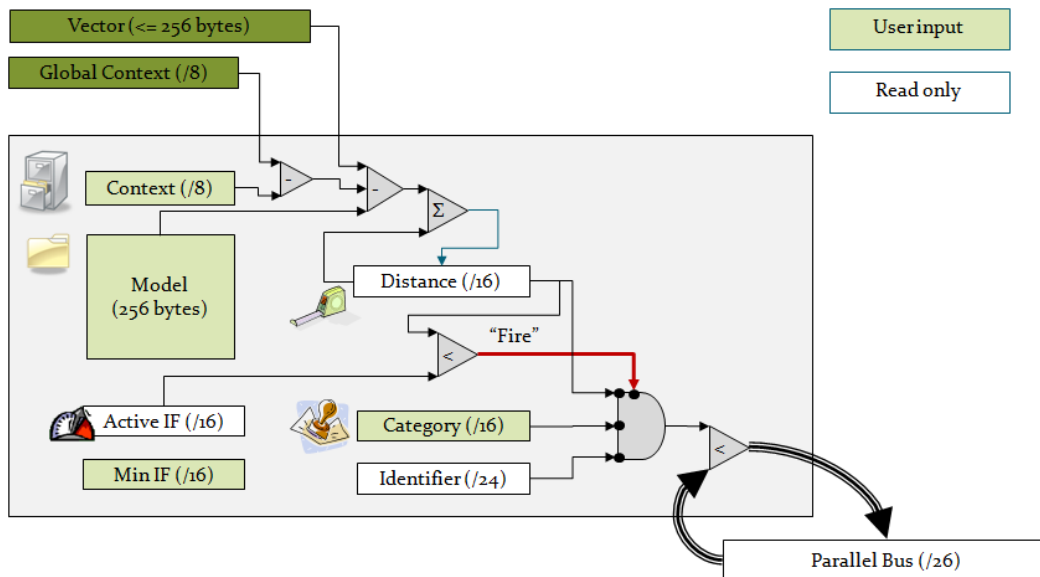 Vector (<= 256 bytes)
Global Context (/8)
User input
Read only
Context (/8)
-
-
Σ
Model
(256 bytes)
Distance (/16)
"Fire"
<
Active IF (/16)
Category (/16)
<
Min IF (/16)
Identifier (/24)
Parallel Bus (/26)